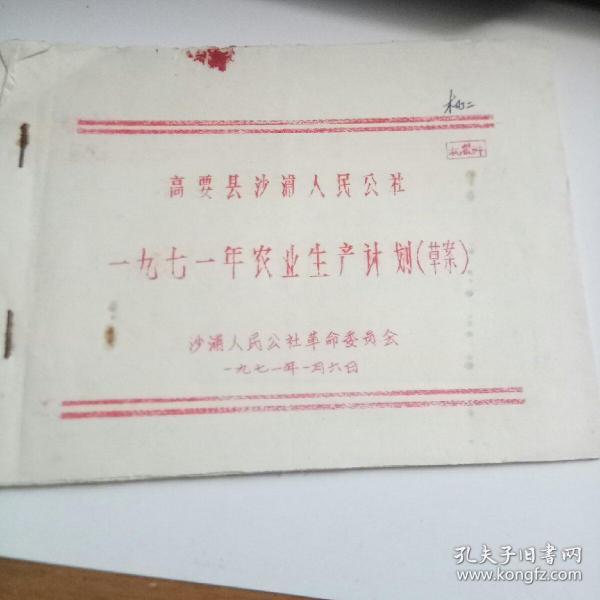 高要县沙浦人民公社
一九七一年农业生产计划(草案)
沙浦人民公社革命委员会
一九七一年一月六日
孔夫子旧书网
www.kongfz.com